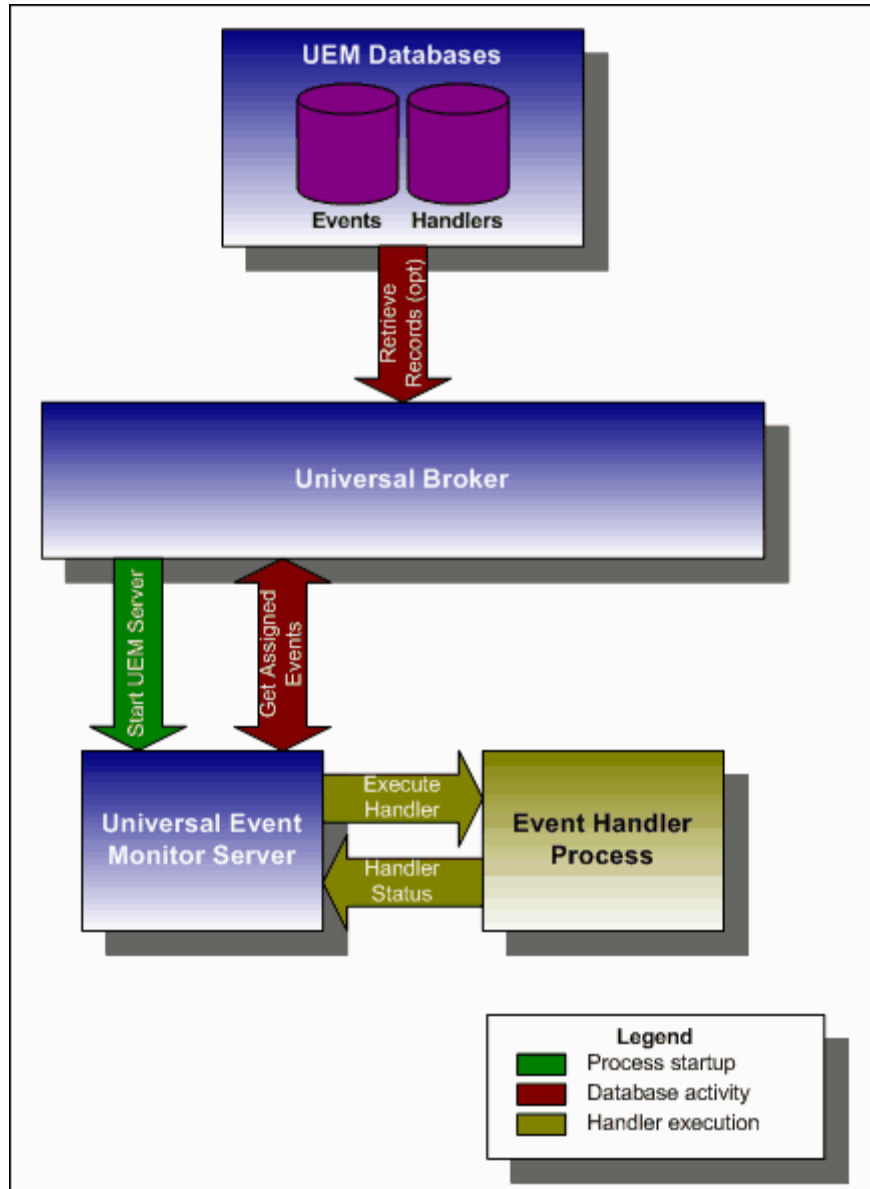 UEM Databases
Events
Handlers
Retrieve
Records (opt)
Universal Broker
Start UEM Server
Get Assigned
Events
Universal Event
Monitor Server
Execute
Handler
Handler
Status
Event Handler
Process
Legend
Process startup
Database activity
Handler execution